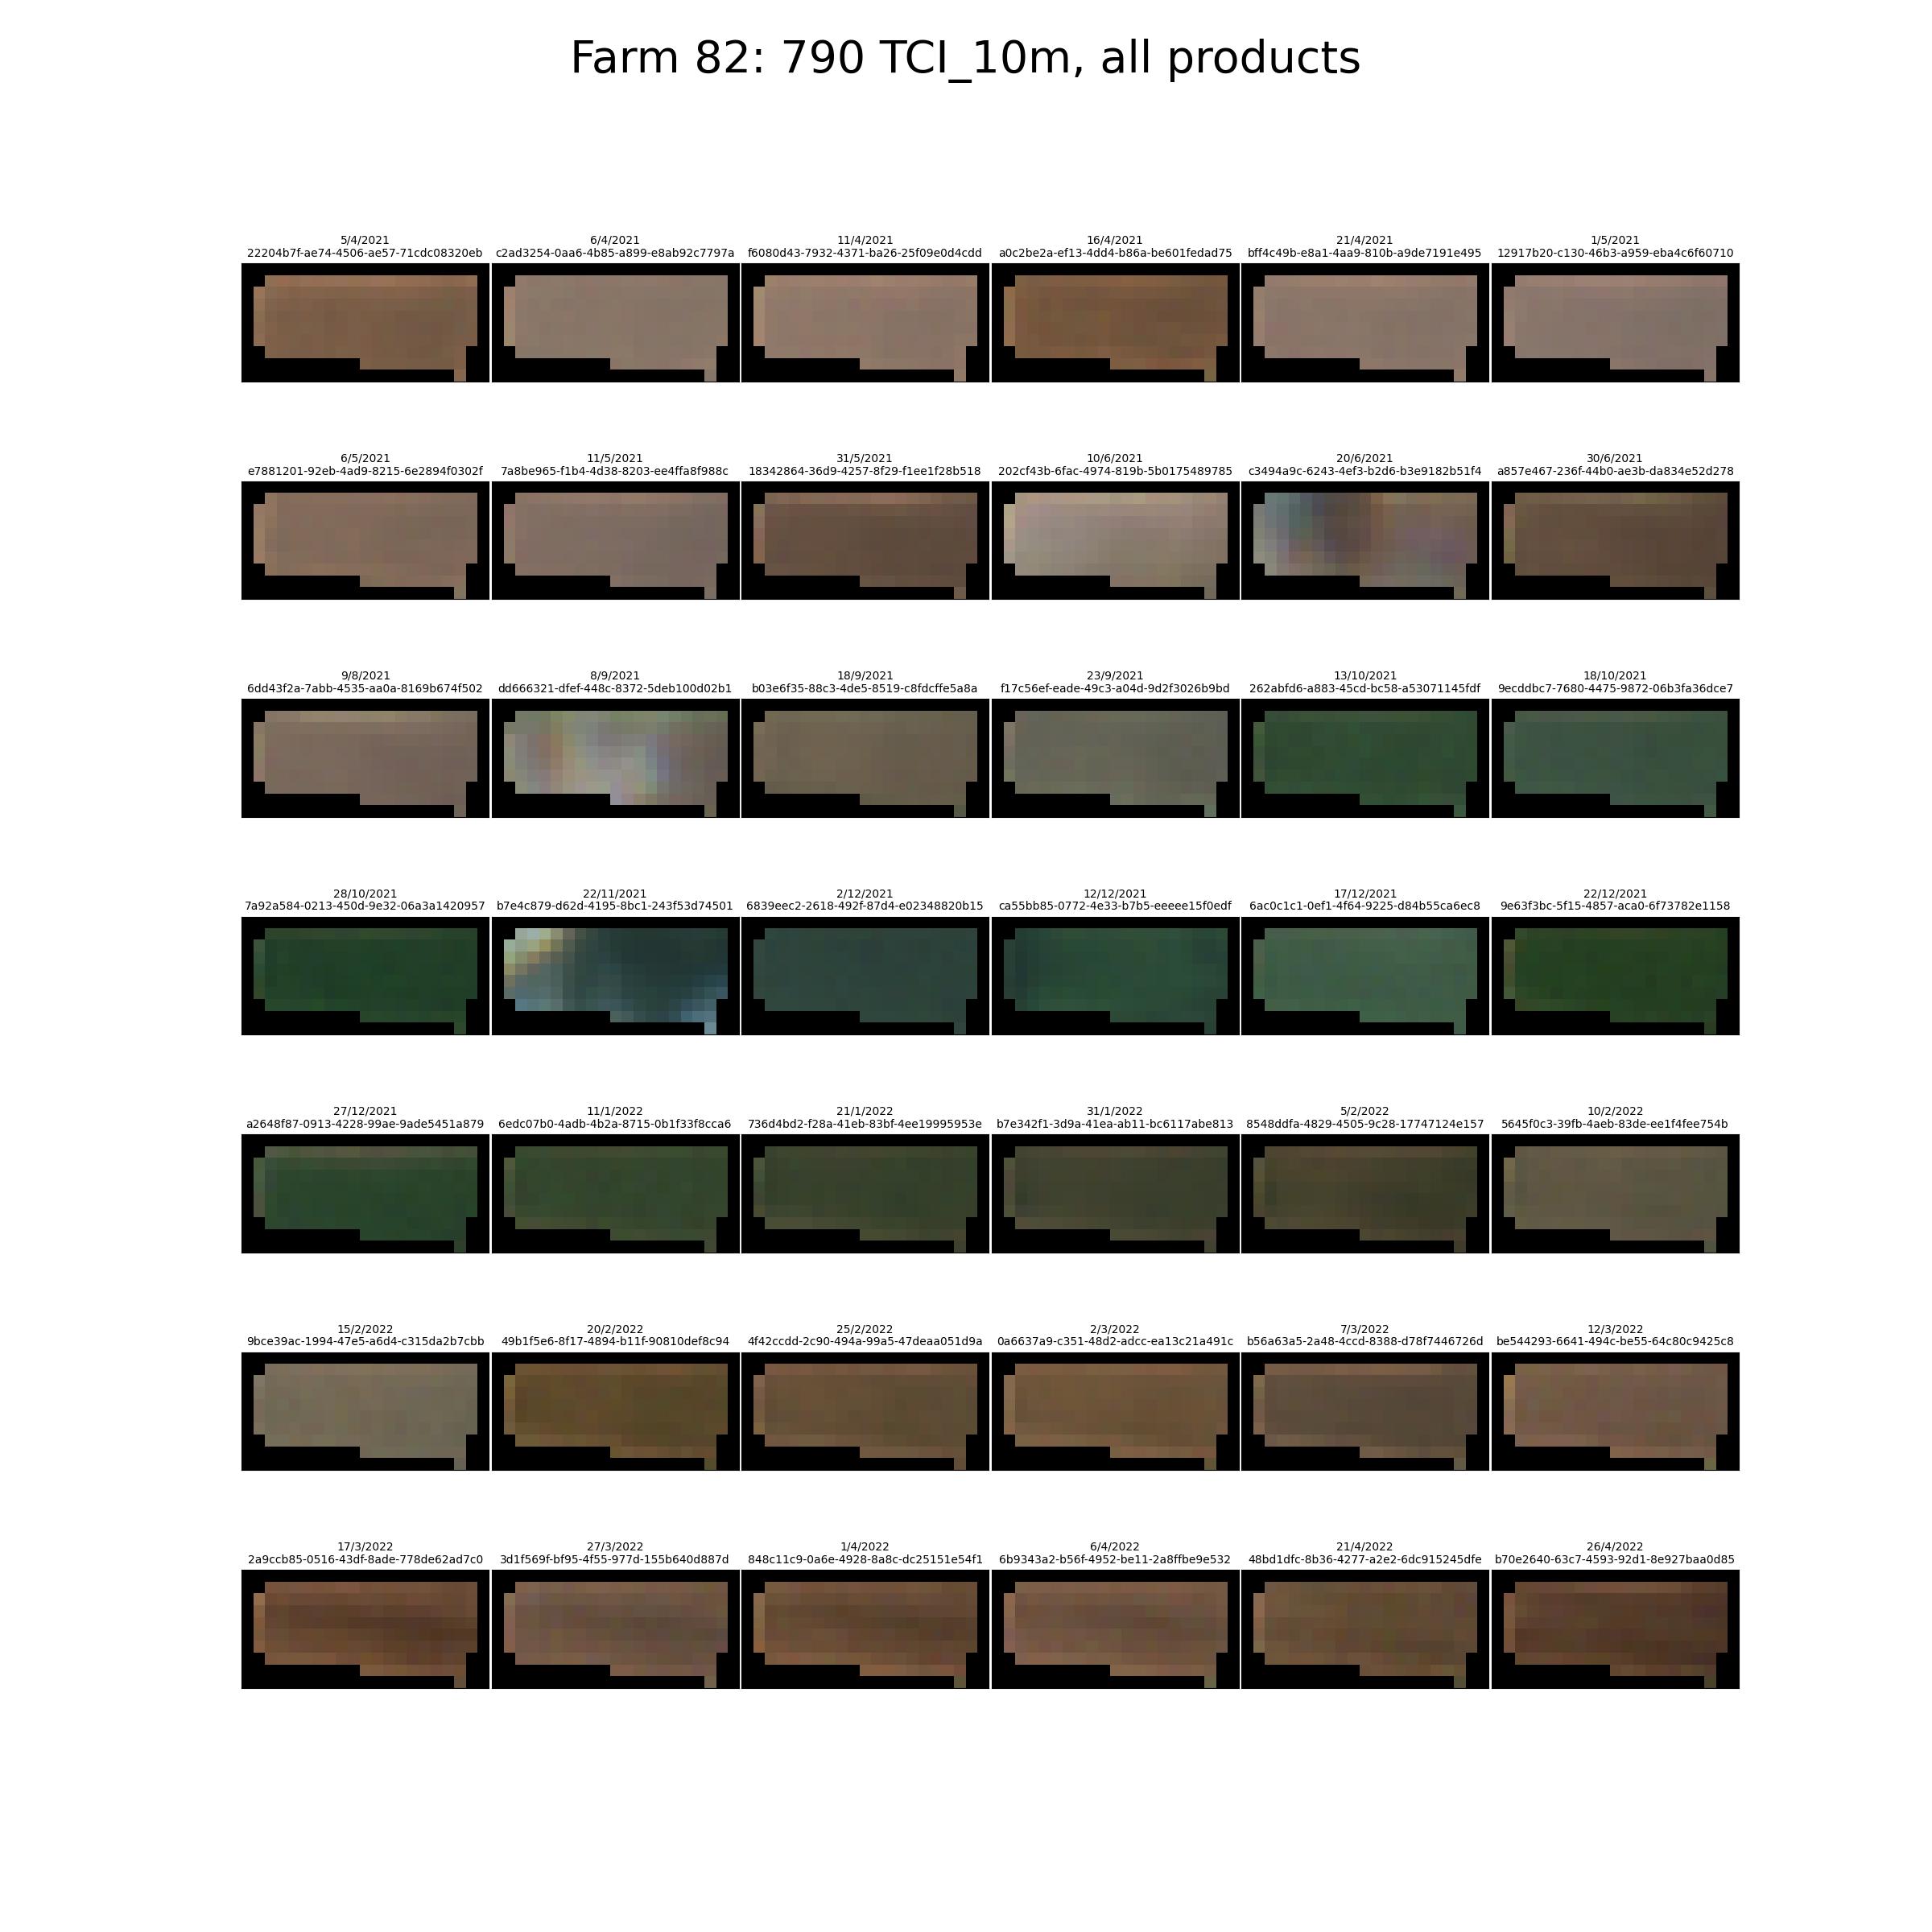 Farm 82: 790 TCI_10m, all products
5/4/2021 6/4/2021 11/4/2021 16/4/2021 21/4/2021 1/5/2021
22204b7f-ae74-4506-ae57-71cdc08320eb c2ad3254-0aa6-4b85-a899-e8ab92c7797a f6080d43-7932-4371-ba26-25f09e0d4cdd a0c2be2a-ef13-4dd4-b86a-be601fedad75 bff4c49b-e8a1-4aa9-810b-a9de7191e495 12917b20-c130-46b3-a959-eba4c6f60710
6/5/2021 11/5/2021 31/5/2021 10/6/2021 20/6/2021 30/6/2021
e7881201-92eb-4ad9-8215-6e2894f0302f 7a8be965-f1b4-4d38-8203-ee4ffa8f988c 18342864-36d9-4257-8f29-f1ee1f28b518 202cf43b-6fac-4974-819b-5b0175489785 c3494a9c-6243-4ef3-b2d6-b3e9182b51f4 a857e467-236f-44b0-ae3b-da834e52d278
9/8/2021 8/9/2021 18/9/2021 23/9/2021 13/10/2021 18/10/2021
6dd43f2a-7abb-4535-aa0a-8169b674f502 dd666321-dfef-448c-8372-5deb100d02b1 b03e6f35-88c3-4de5-8519-c8fdcffe5a8a f17c56ef-eade-49c3-a04d-9d2f3026b9bd 262abfd6-a883-45cd-bc58-a53071145fdf 9ecddbc7-7680-4475-9872-06b3fa36dce7
28/10/2021 22/11/2021 2/12/2021 12/12/2021 17/12/2021 22/12/2021
7a92a584-0213-450d-9e32-06a3a1420957 b7e4c879-d62d-4195-8bc1-243f53d74501 6839eec2-2618-492f-87d4-e02348820b15 ca55bb85-0772-4e33-b7b5-eeeee15f0edf 6ac0c1c1-0ef1-4f64-9225-d84b55ca6ec8 9e63f3bc-5f15-4857-aca0-6f73782e1158
27/12/2021 11/1/2022 21/1/2022 31/1/2022 5/2/2022 10/2/2022
a2648f87-0913-4228-99ae-9ade5451a879 6edc07b0-4adb-4b2a-8715-0b1f33f8cca6 736d4bd2-f28a-41eb-83bf-4ee19995953e b7e342f1-3d9a-41ea-ab11-bc6117abe813 8548ddfa-4829-4505-9c28-17747124e157 5645f0c3-39fb-4aeb-83de-ee1f4fee754b
15/2/2022 20/2/2022 25/2/2022 2/3/2022 7/3/2022 12/3/2022
9bce39ac-1994-47e5-a6d4-c315da2b7cbb 49b1f5e6-8f17-4894-b11f-90810def8c94 4f42ccdd-2c90-494a-99a5-47deaa051d9a 0a6637a9-c351-48d2-adcc-ea13c21a491c b56a63a5-2a48-4ccd-8388-d78f7446726d be544293-6641-494c-be55-64c80c9425c8
17/3/2022 27/3/2022 1/4/2022 6/4/2022 21/4/2022 26/4/2022
2a9ccb85-0516-43df-8ade-778de62ad7c0 3d1f569f-bf95-4f55-977d-155b640d887d 848c11c9-0a6e-4928-8a8c-dc25151e54f1 6b9343a2-b56f-4952-be11-2a8ffbe9e532 48bd1dfc-8b36-4277-a2e2-6dc915245dfe b70e2640-63c7-4593-92d1-8e927baa0d85